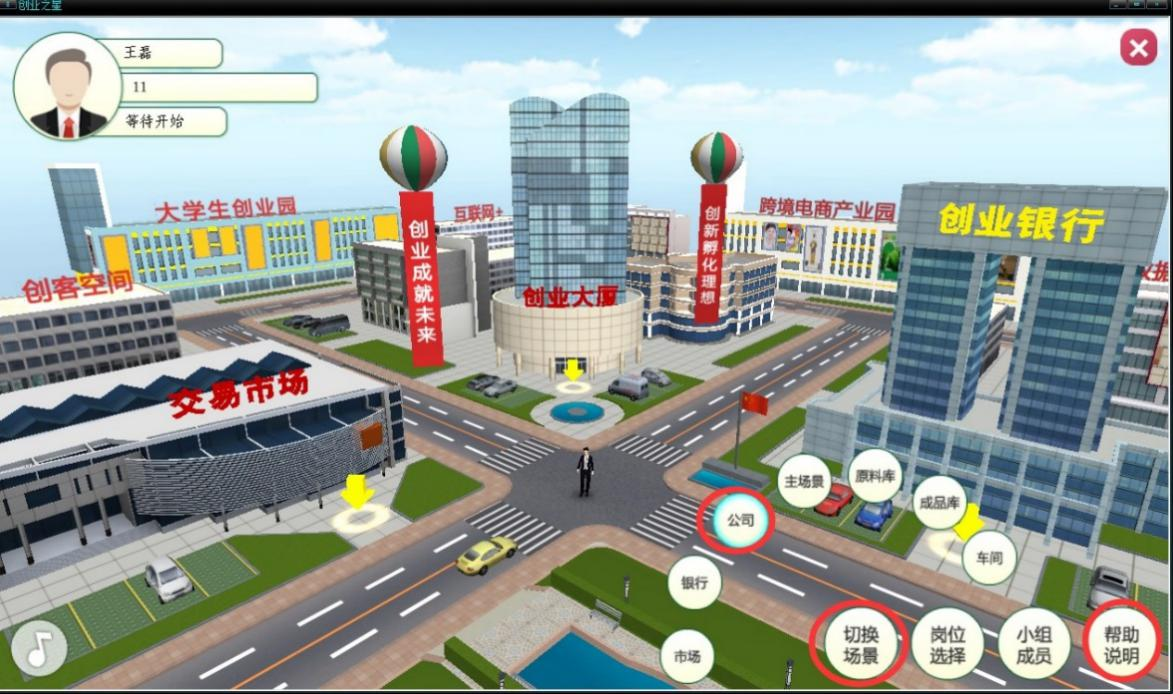 创业之星
王磊
11
等待开始
大学生创业园
互联网+
跨境电商产业园
创业银行
创客空间
创业成就未来
创新孵化理想
创业大厦
交易市场
主场景
原料库
成品库
公司
车间
银行
市场
切换
场景
岗位
选择
小组
成员
帮助
说明